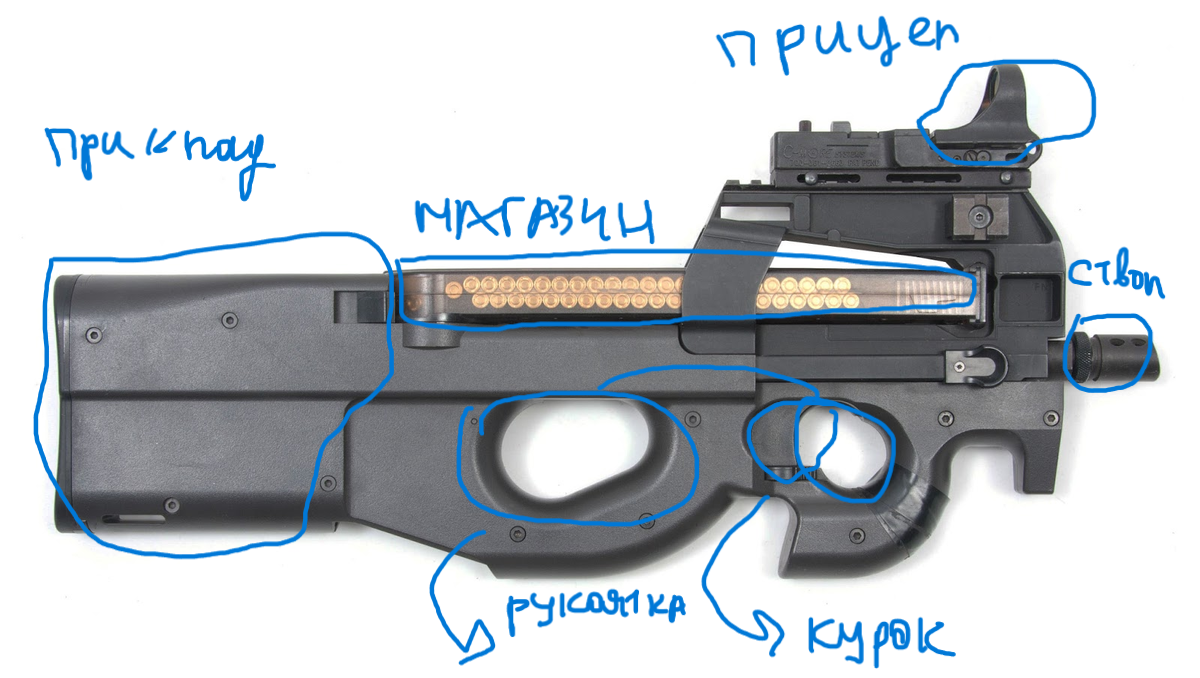 прицел
приклад
МАГАЗИН
ствол
рукоятка
курок